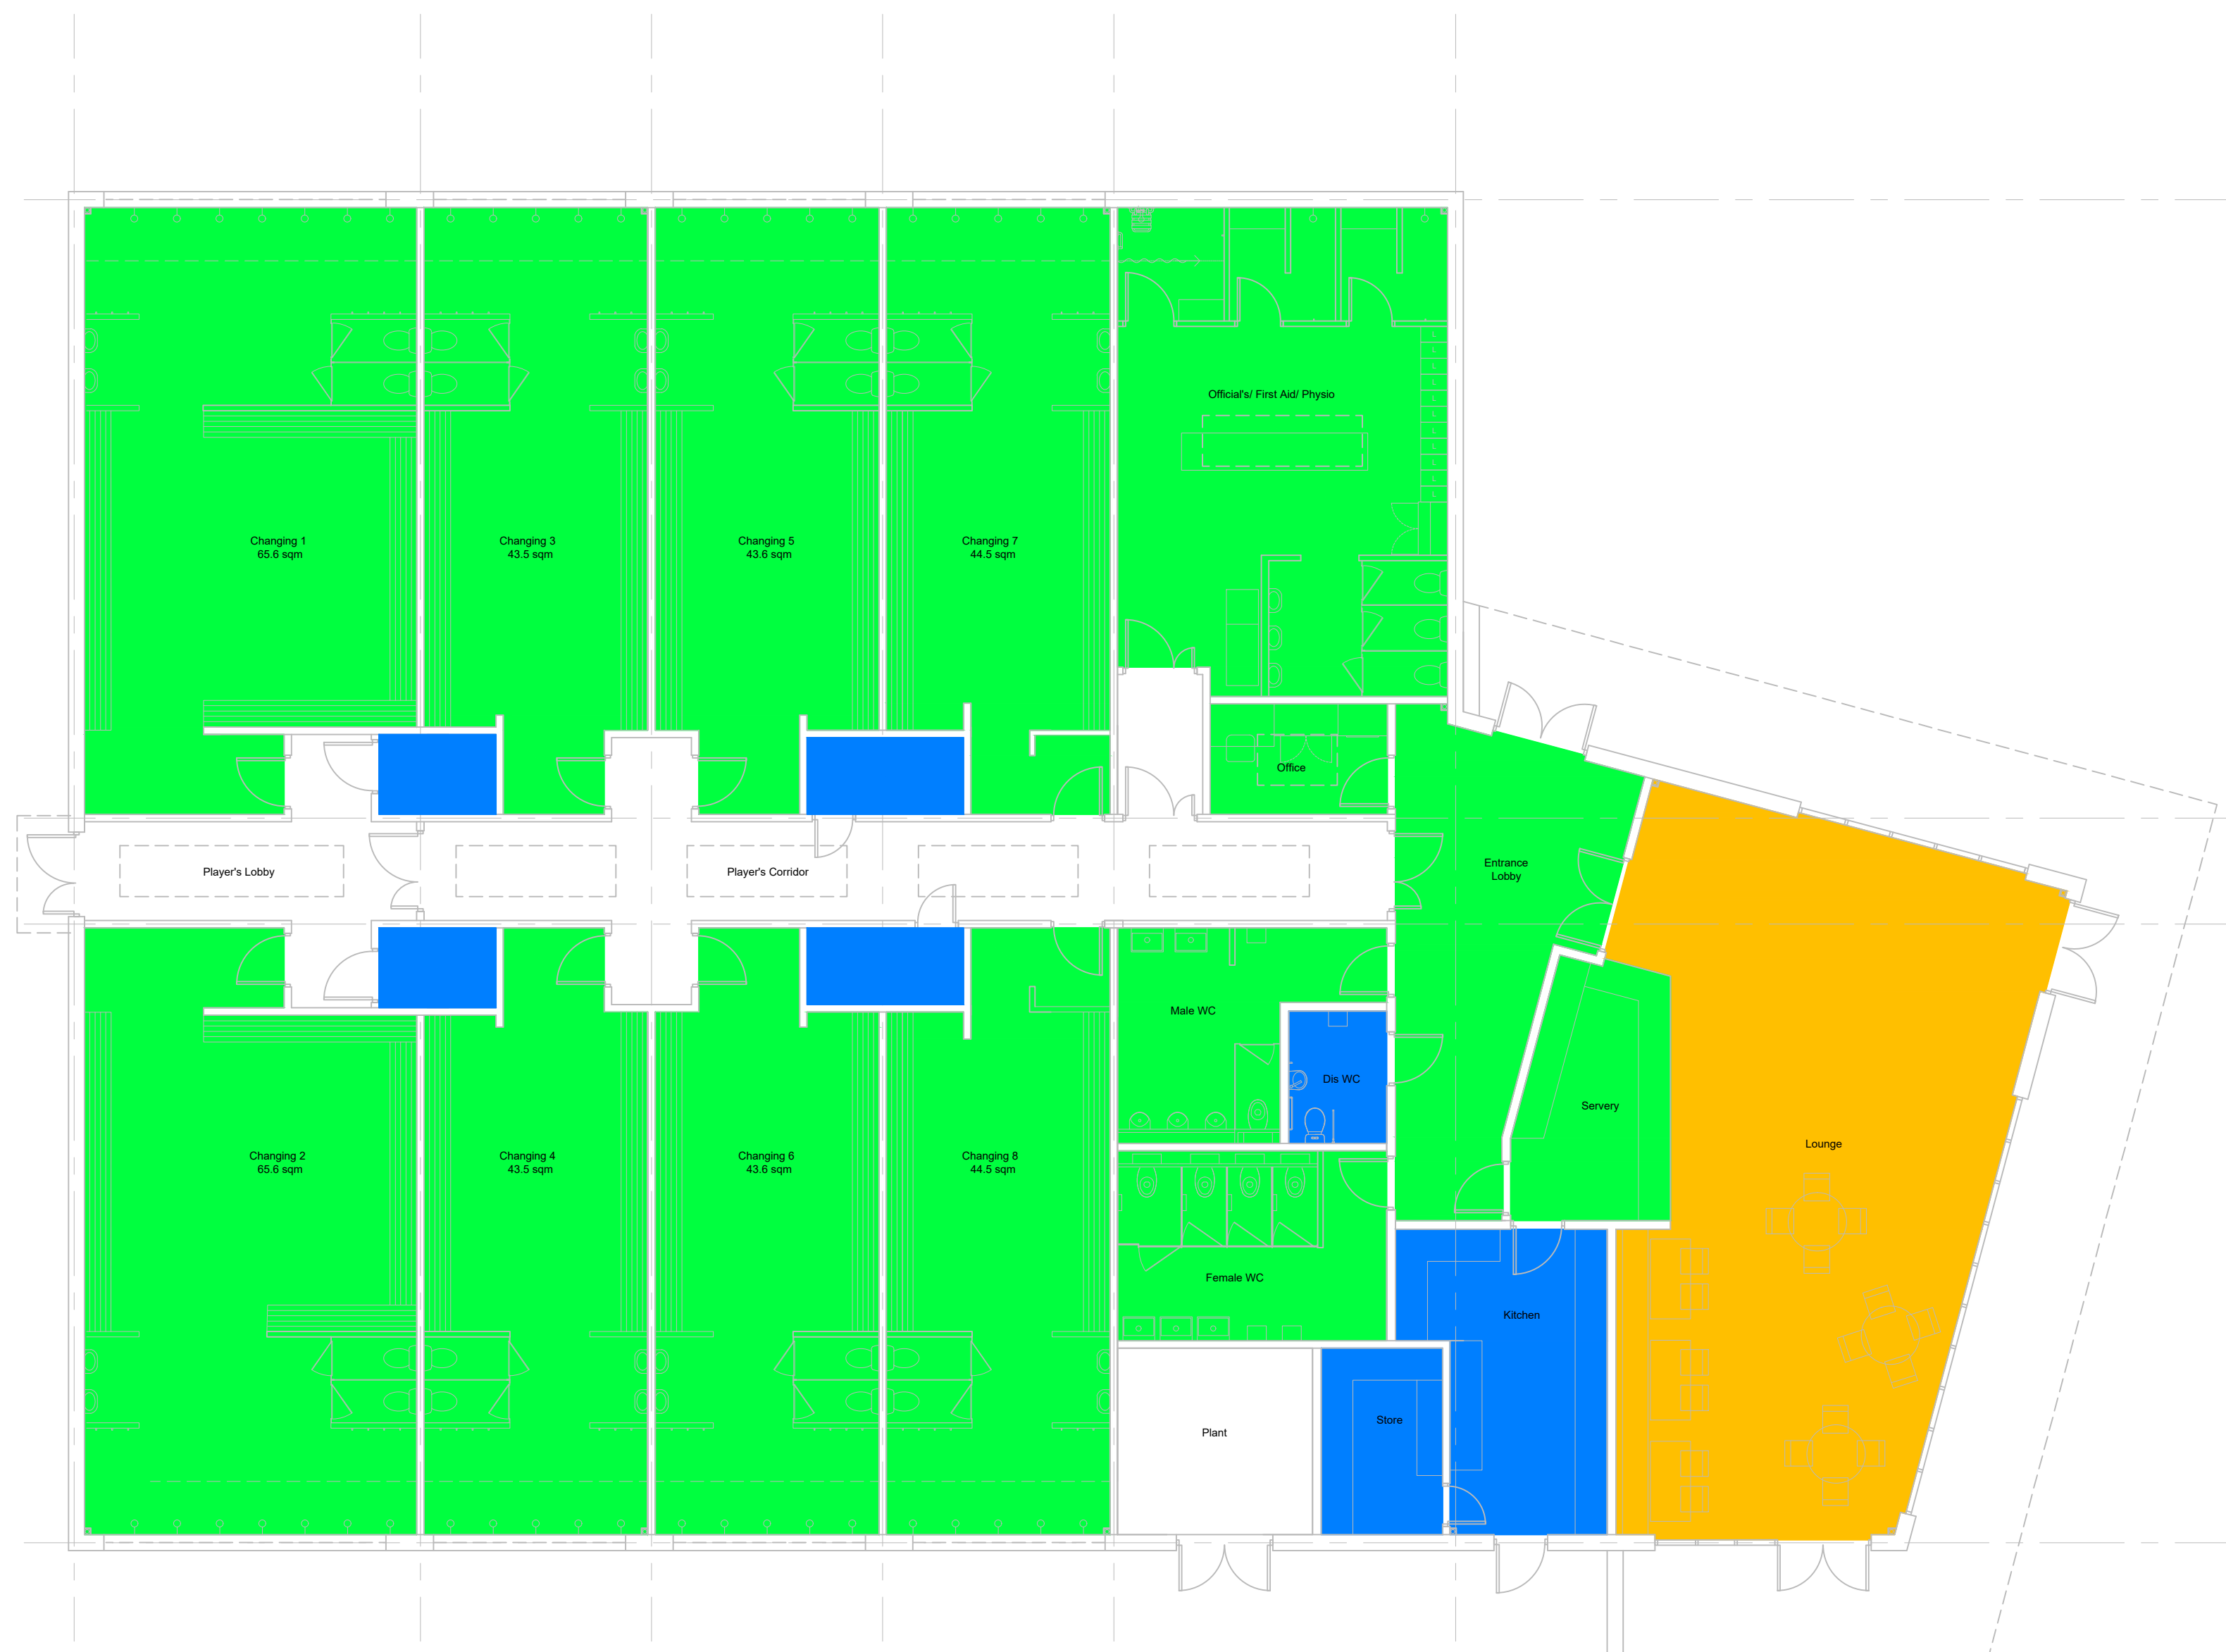 Official's/ First Aid/ Physio
Changing 1
65.6 sqm
Changing 3
43.5 sqm
Changing 5
43.6 sqm
Changing 7
44.5 sqm
Office
Player's Lobby
Player's Corridor
Entrance
Lobby
Male WC
Dis WC
Servery
Lounge
Changing 2
65.6 sqm
Changing 4
43.5 sqm
Changing 6
43.6 sqm
Changing 8
44.5 sqm
Female WC
Kitchen
Store
Plant
L
L
L
L
L
L
L
L
L
L
L